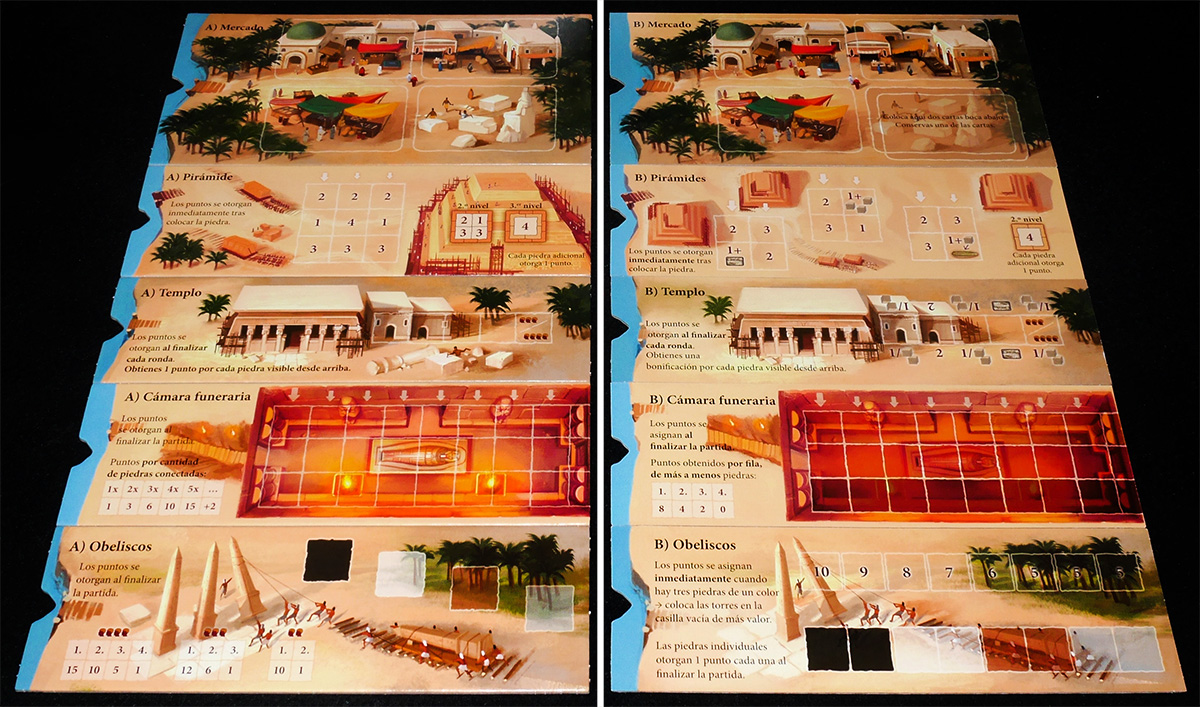 A) Mercado
A) Pirámide
Los puntos se otorgan
inmediatamente tras
colocar la piedra.
2 2 2
1 4 1
3 3 3
2.º nivel
2 1
3 3
3.er nivel
4
Cada piedra adicional
otorga 1 punto.
A) Templo
Los puntos se
otorgan al finalizar
cada ronda.
Obtienes 1 punto por cada piedra visible desde arriba.
A) Cámara funeraria
Los puntos
se otorgan al
finalizar la partida
Puntos por cantidad
de piedras conectadas:
1x 2x 3x 4x 5x ...
1 3 6 10 15 +2
A) Obeliscos
Los puntos se
otorgan al finalizar
la partida.
1. 2. 3. 4.
15 10 5 1
1. 2. 3.
12 6 1
1. 2.
10 1
B) Mercado
Coloca aquí dos cartas boca abajo.
Conservas una de las cartas.
B) Pirámides
Los puntos se otorgan
inmediatamente tras
colocar la piedra.
2 3
1+ 2
2 1+
3 1
2 3
3 1+
2.º nivel
4
Cada piedra
adicional otorga
1 punto.
B) Templo
Los puntos se
otorgan al finalizar
cada ronda.
Obtienes una
bonificación por cada piedra visible desde arriba.
1/ 2 1/ 1/
1/ 2 1/ 1/
B) Cámara funeraria
Los puntos se
asignan al
finalizar la partida
Puntos obtenidos por fila,
de más a menos piedras:
1. 2. 3. 4.
8 4 2 0
B) Obeliscos
Los puntos se asignan
inmediatamente cuando
hay tres piedras de un color
→ coloca las torres en la
casilla vacía de más valor.
Las piedras individuales
otorgan 1 punto cada una al
finalizar la partida.
10 9 8 7 6 5 5 5